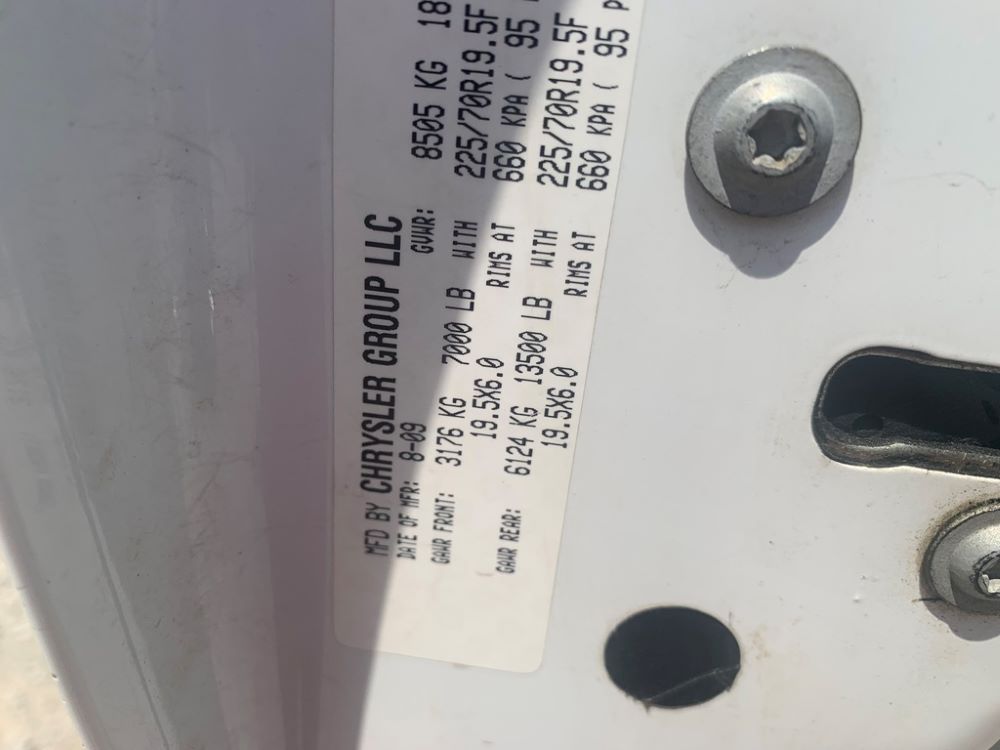 MFD BY CHRYSLER GROUP LLC
DATE OF MFR: 8-09 GVWR: 8505 KG 18
GAWR FRONT: 3176 KG 7000 LB WITH 225/70R19.5F
19.5X6.0 RIMS AT 660 KPA ( 95
GAWR REAR: 6124 KG 13500 LB WITH 225/70R19.5F
19.5X6.0 RIMS AT 660 KPA ( 95 P